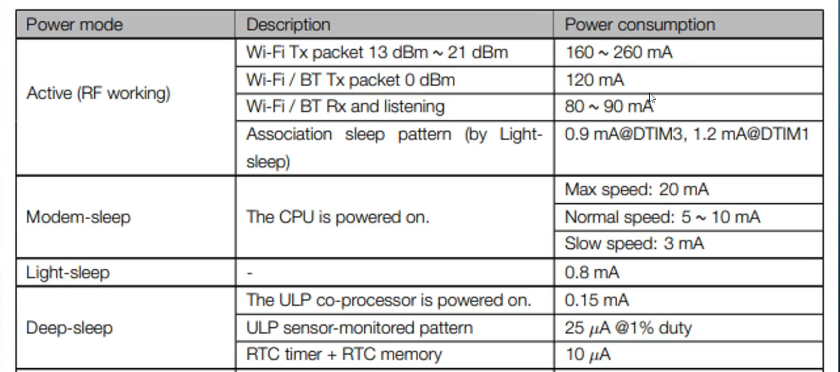 Power mode Description Power consumption
Active (RF working)
Wi-Fi Tx packet 13 dBm ~ 21 dBm 160 ~ 260 mA
Wi-Fi / BT Tx packet 0 dBm 120 mA
Wi-Fi / BT Rx and listening 80 ~ 90 mA
Association sleep pattern (by Light- 0.9 mA@DTIM3, 1.2 mA@DTIM1
sleep)
Modem-sleep The CPU is powered on.
Max speed: 20 mA
Normal speed: 5 ~ 10 mA
Slow speed: 3 mA
Light-sleep - 0.8 mA
Deep-sleep
The ULP co-processor is powered on. 0.15 mA
ULP sensor-monitored pattern 25 µA @1% duty
RTC timer + RTC memory 10 µA